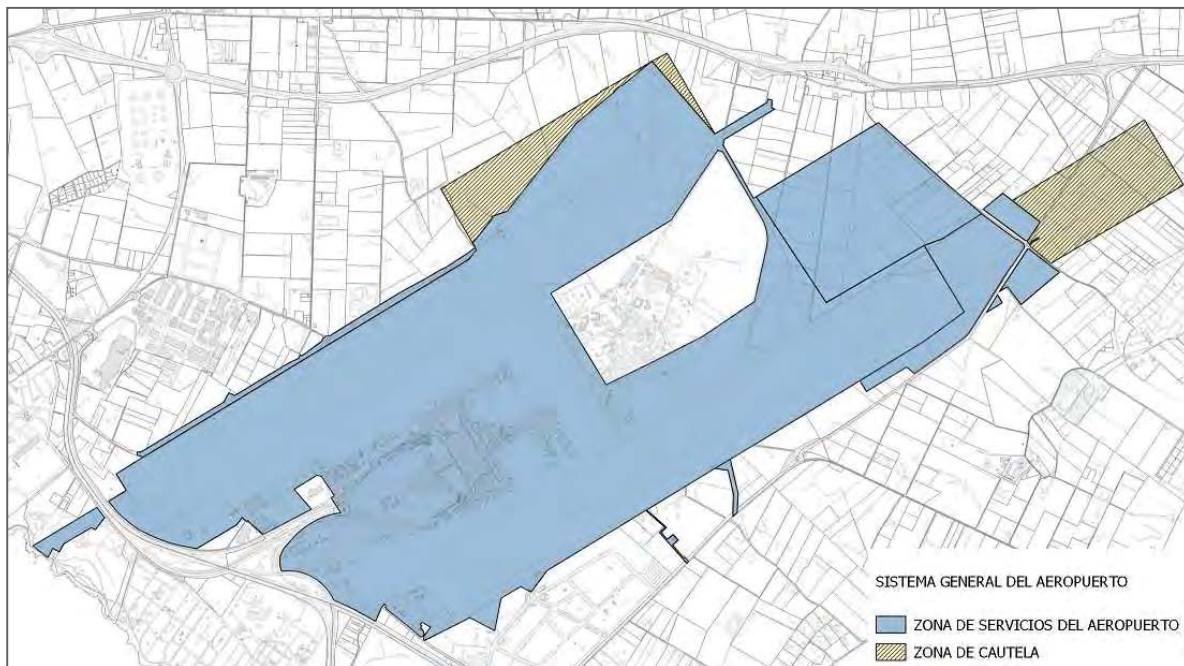 SISTEMA GENERAL DEL AEROPUERTO
ZONA DE SERVICIOS DEL AEROPUERTO
ZONA DE CAUTELA